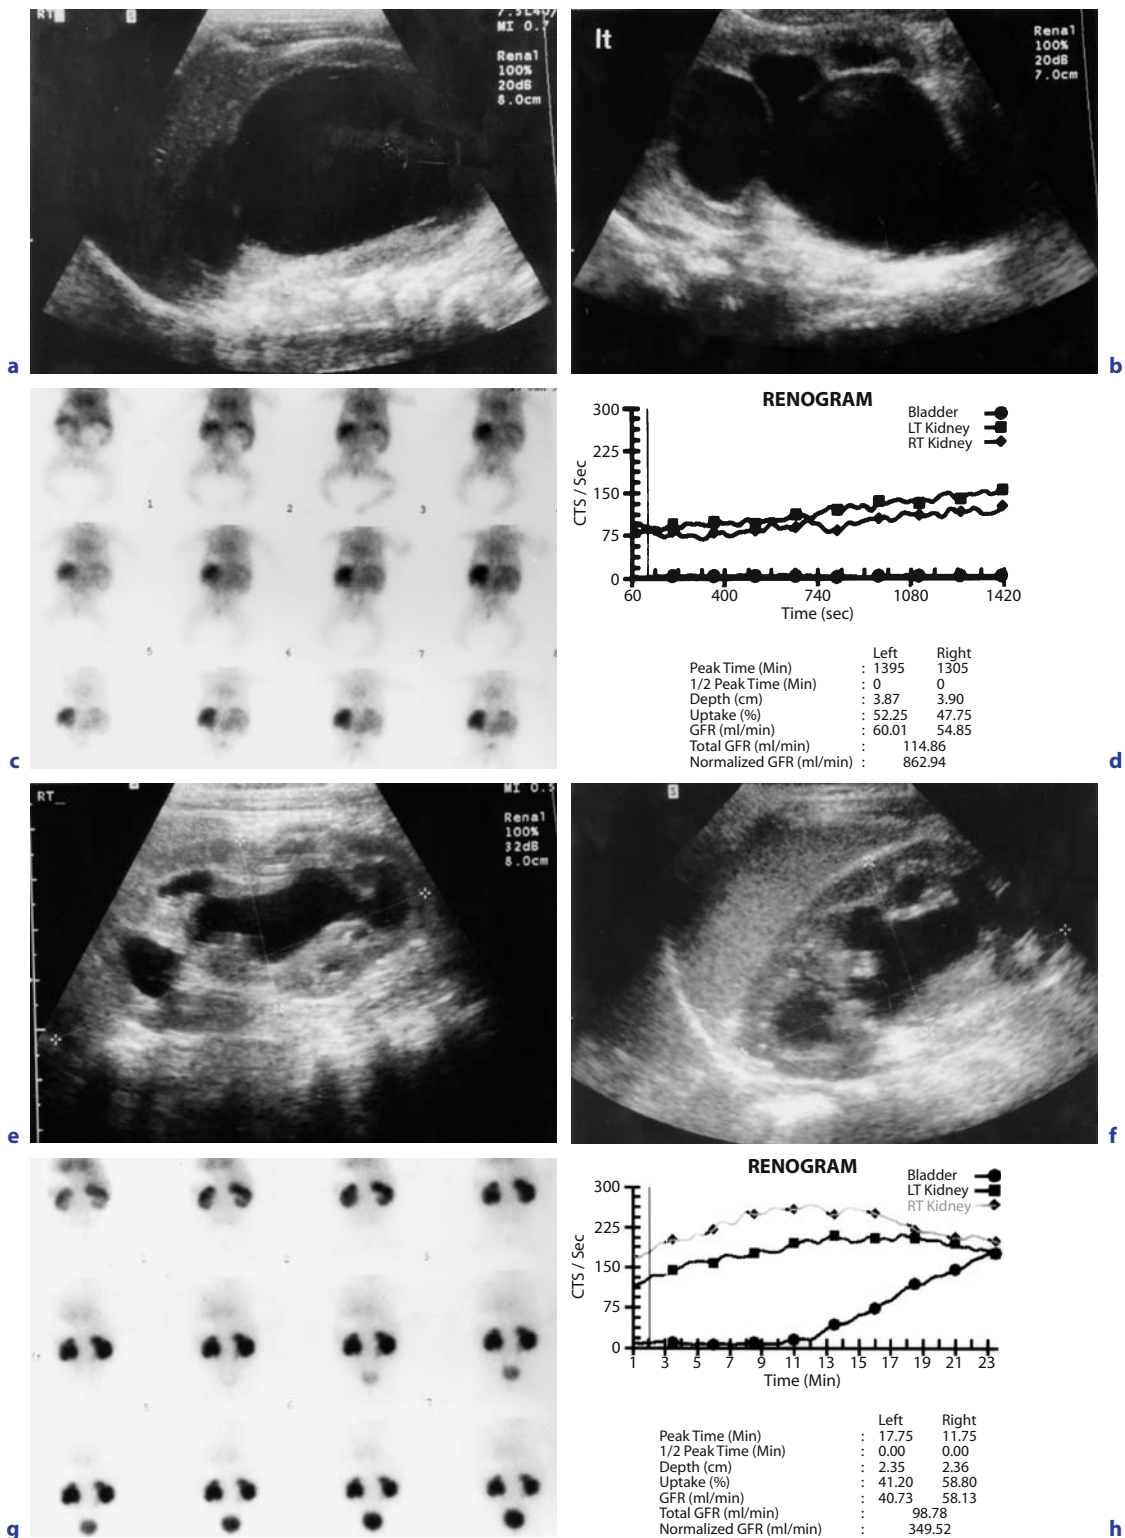 RT
7.5L40/
MI 0.7
Renal
100%
20dB
8.0cm
a
lt
Renal
100%
20dB
7.0cm
b
1
2
3
5
6
7
8
c
RENOGRAM
300
225
150
75
0
CTS / Sec
Bladder
LT Kidney
RT Kidney
60 400 740 1080 1420
Time (sec)
Left Right
Peak Time (Min) : 1395 1305
1/2 Peak Time (Min) : 0 0
Depth (cm) : 3.87 3.90
Uptake (%) : 52.25 47.75
GFR (ml/min) : 60.01 54.85
Total GFR (ml/min) : 114.86
Normalized GFR (ml/min) : 862.94
d
RT_
MI 0.5
Renal
100%
32dB
8.0cm
e
f
g
RENOGRAM
300
225
150
75
0
CTS / Sec
Bladder
LT Kidney
RT Kidney
1 3 5 7 9 11 13 15 17 19 21 23
Time (Min)
Left Right
Peak Time (Min) : 17.75 11.75
1/2 Peak Time (Min) : 0.00 0.00
Depth (cm) : 2.35 2.36
Uptake (%) : 41.20 58.80
GFR (ml/min) : 40.73 58.13
Total GFR (ml/min) : 98.78
Normalized GFR (ml/min) : 349.52
h